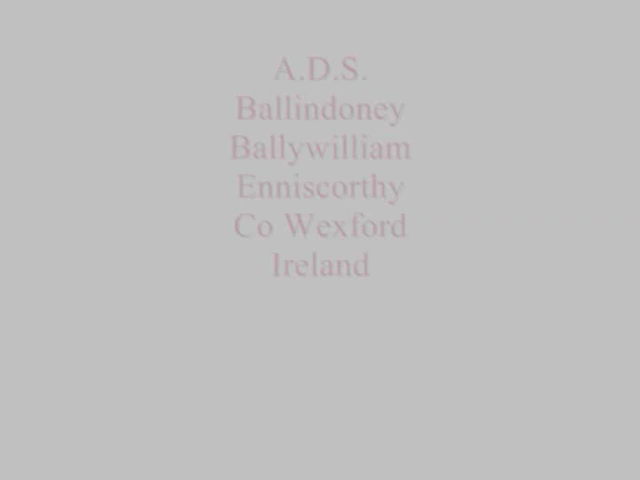 A.D.S.
Ballindoney
Ballywilliam
Enniscorthy
Co Wexford
Ireland